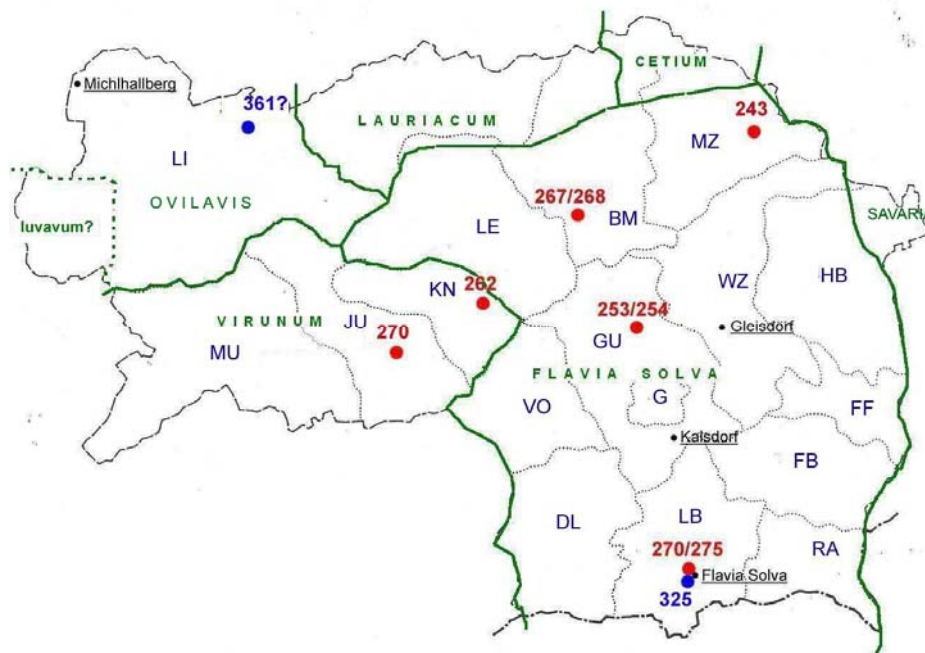 CETIUM
Michlhallberg
361?
243
LAURIACUM
MZ
LI
267/268
OVILAVIS
Iuvavum?
BM
SAVARIA
LE
HB
WZ
KN
262
253/254
VIRUNUM
JU
270
GU
Gleisdorf
MU
FLAVIA SOLVA
G
VO
FF
Kalsdorf
FB
DL
LB
RA
270/275
Flavia Solva
325